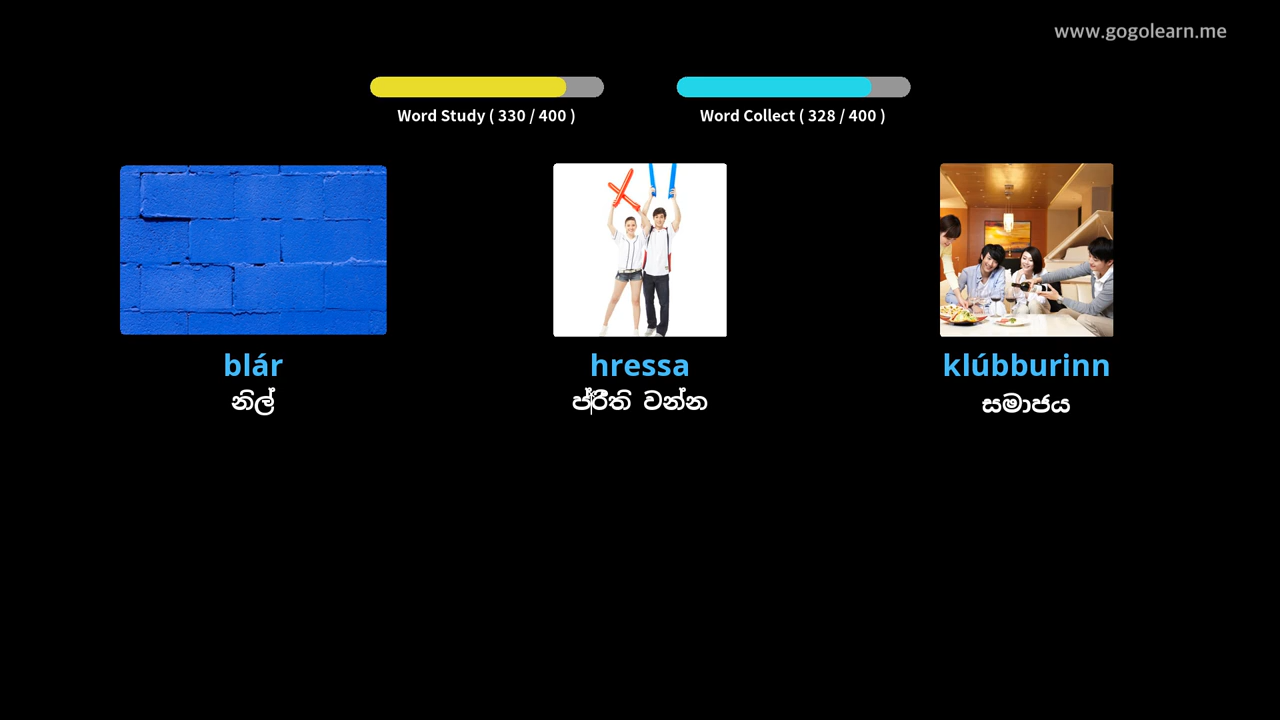 www.gogolearn.me
Word Study ( 330 / 400 )
Word Collect ( 328 / 400 )
blár
නිල්
hressa
ප්‍රීති වන්න
klúbburinn
සමාජය